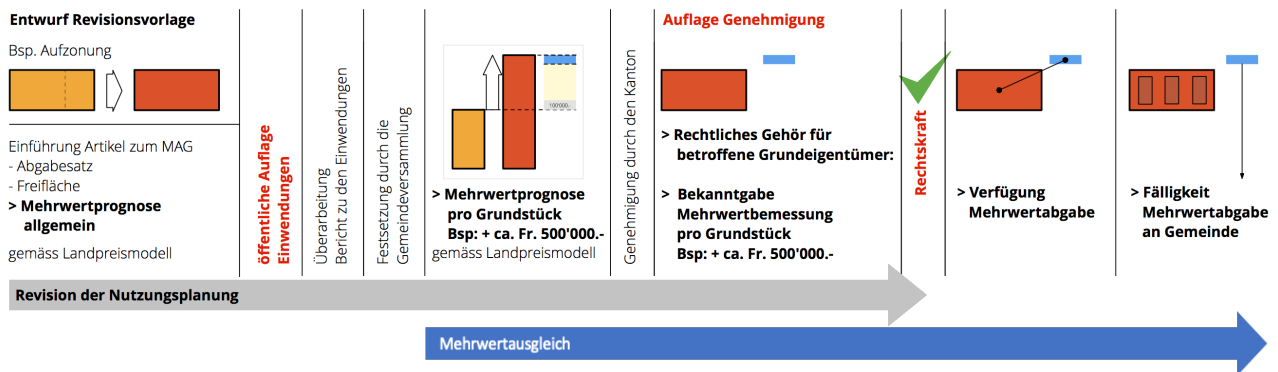 Entwurf Revisionsvorlage
Bsp. Aufzonung
Einführung Artikel zum MAG
- Abgabesatz
- Freifläche
> Mehrwertprognose
allgemein
gemäss Landpreismodell
öffentliche Auflage
Einwendungen
Überarbeitung
Bericht zu den Einwendungen
Festsetzung durch die
Gemeindeversammlung
100'000.-
> Mehrwertprognose
pro Grundstück
Bsp: + ca. Fr. 500'000.-
gemäss Landpreismodell
Genehmigung durch den Kanton
Auflage Genehmigung
> Rechtliches Gehör für
betroffene Grundeigentümer:
> Bekanntgabe
Mehrwertbemessung
pro Grundstück
Bsp: + ca. Fr. 500'000.-
Rechtskraft
> Verfügung
Mehrwertabgabe
> Fälligkeit
Mehrwertabgabe
an Gemeinde
Revision der Nutzungsplanung
Mehrwertausgleich